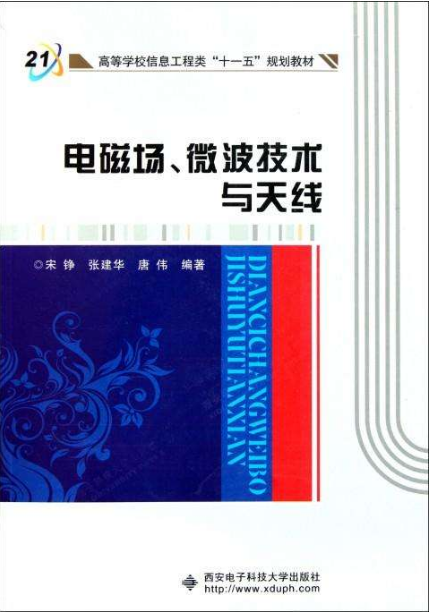 21
高等学校信息工程类“十一五”规划教材
电磁场、微波技术
与天线
◎宋 铮 张建华 唐 伟 编著
DIANCICHANGWEIBO
JISHUYUTIANXIAN
西安电子科技大学出版社
http://www.xduph.com